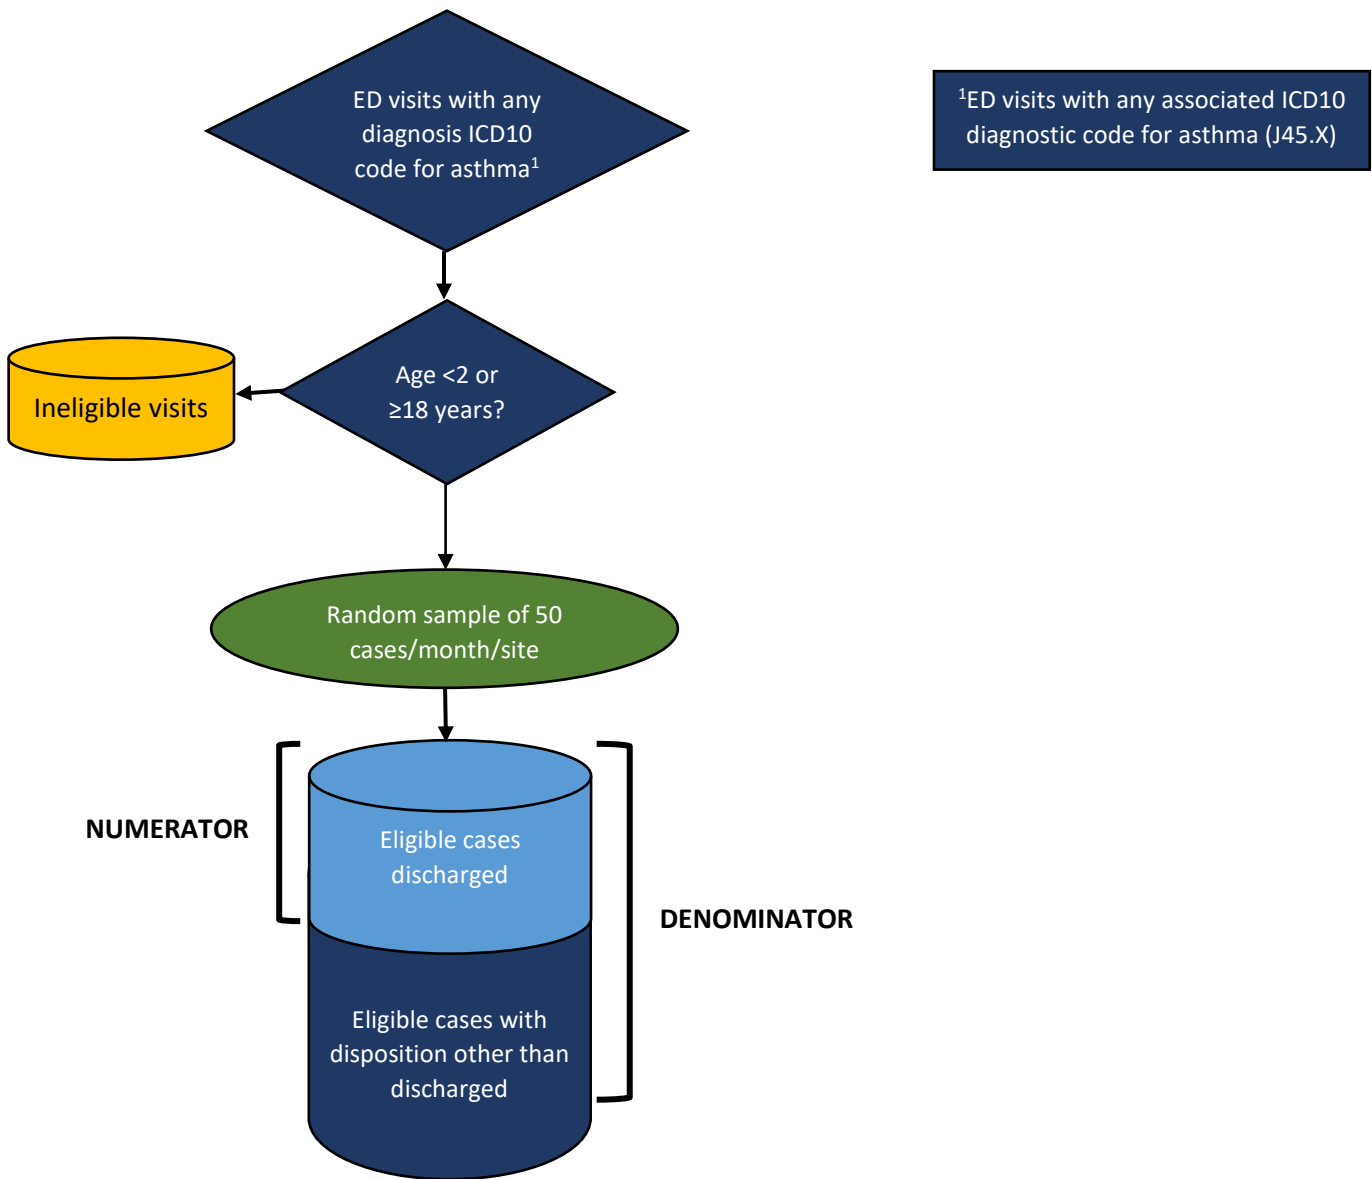 ED visits with any
diagnosis ICD10
code for asthma¹
¹ED visits with any associated ICD10
diagnostic code for asthma (J45.X)
Age <2 or
≥18 years?
Ineligible visits
Random sample of 50
cases/month/site
NUMERATOR
Eligible cases
discharged
DENOMINATOR
Eligible cases with
disposition other than
discharged